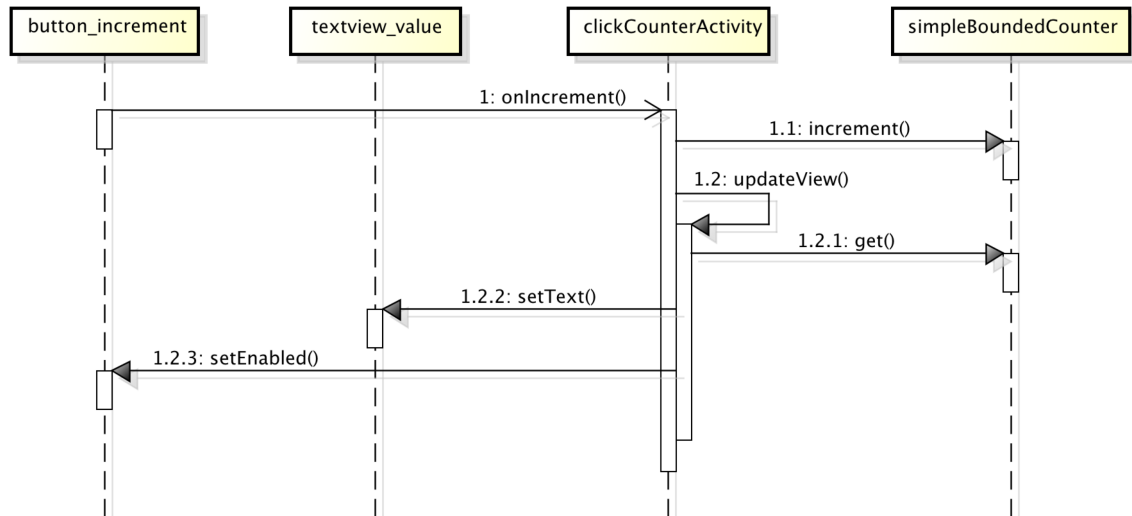 button_increment
textview_value
clickCounterActivity
simpleBoundedCounter
1: onIncrement()
1.1: increment()
1.2: updateView()
1.2.1: get()
1.2.2: setText()
1.2.3: setEnabled()